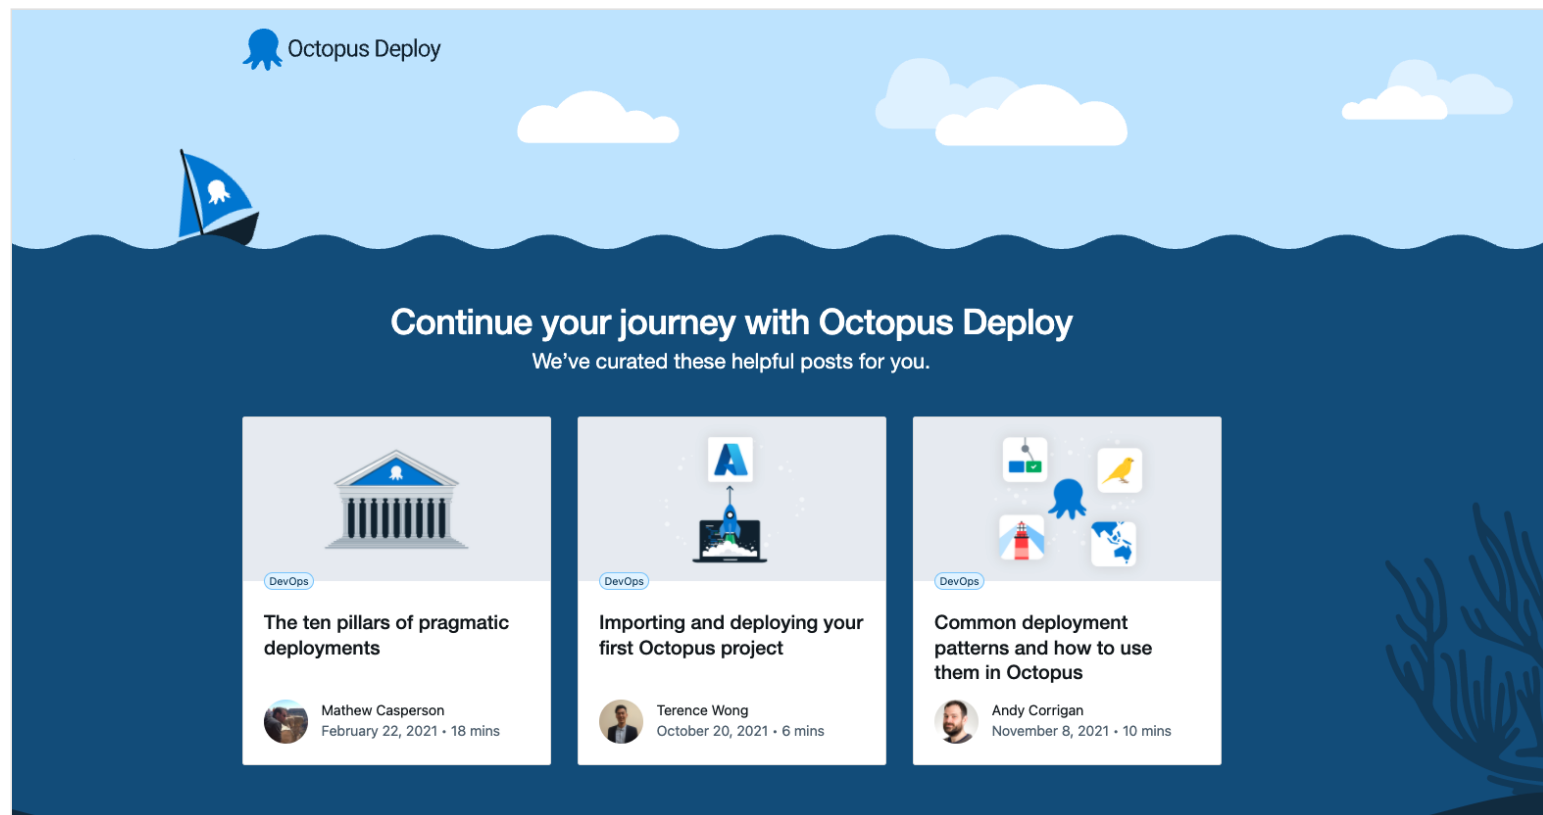 Octopus Deploy
Continue your journey with Octopus Deploy
We've curated these helpful posts for you.
DevOps
The ten pillars of pragmatic
deployments
Mathew Casperson
February 22, 2021 • 18 mins
DevOps
Importing and deploying your
first Octopus project
Terence Wong
October 20, 2021 • 6 mins
DevOps
Common deployment
patterns and how to use
them in Octopus
Andy Corrigan
November 8, 2021 • 10 mins